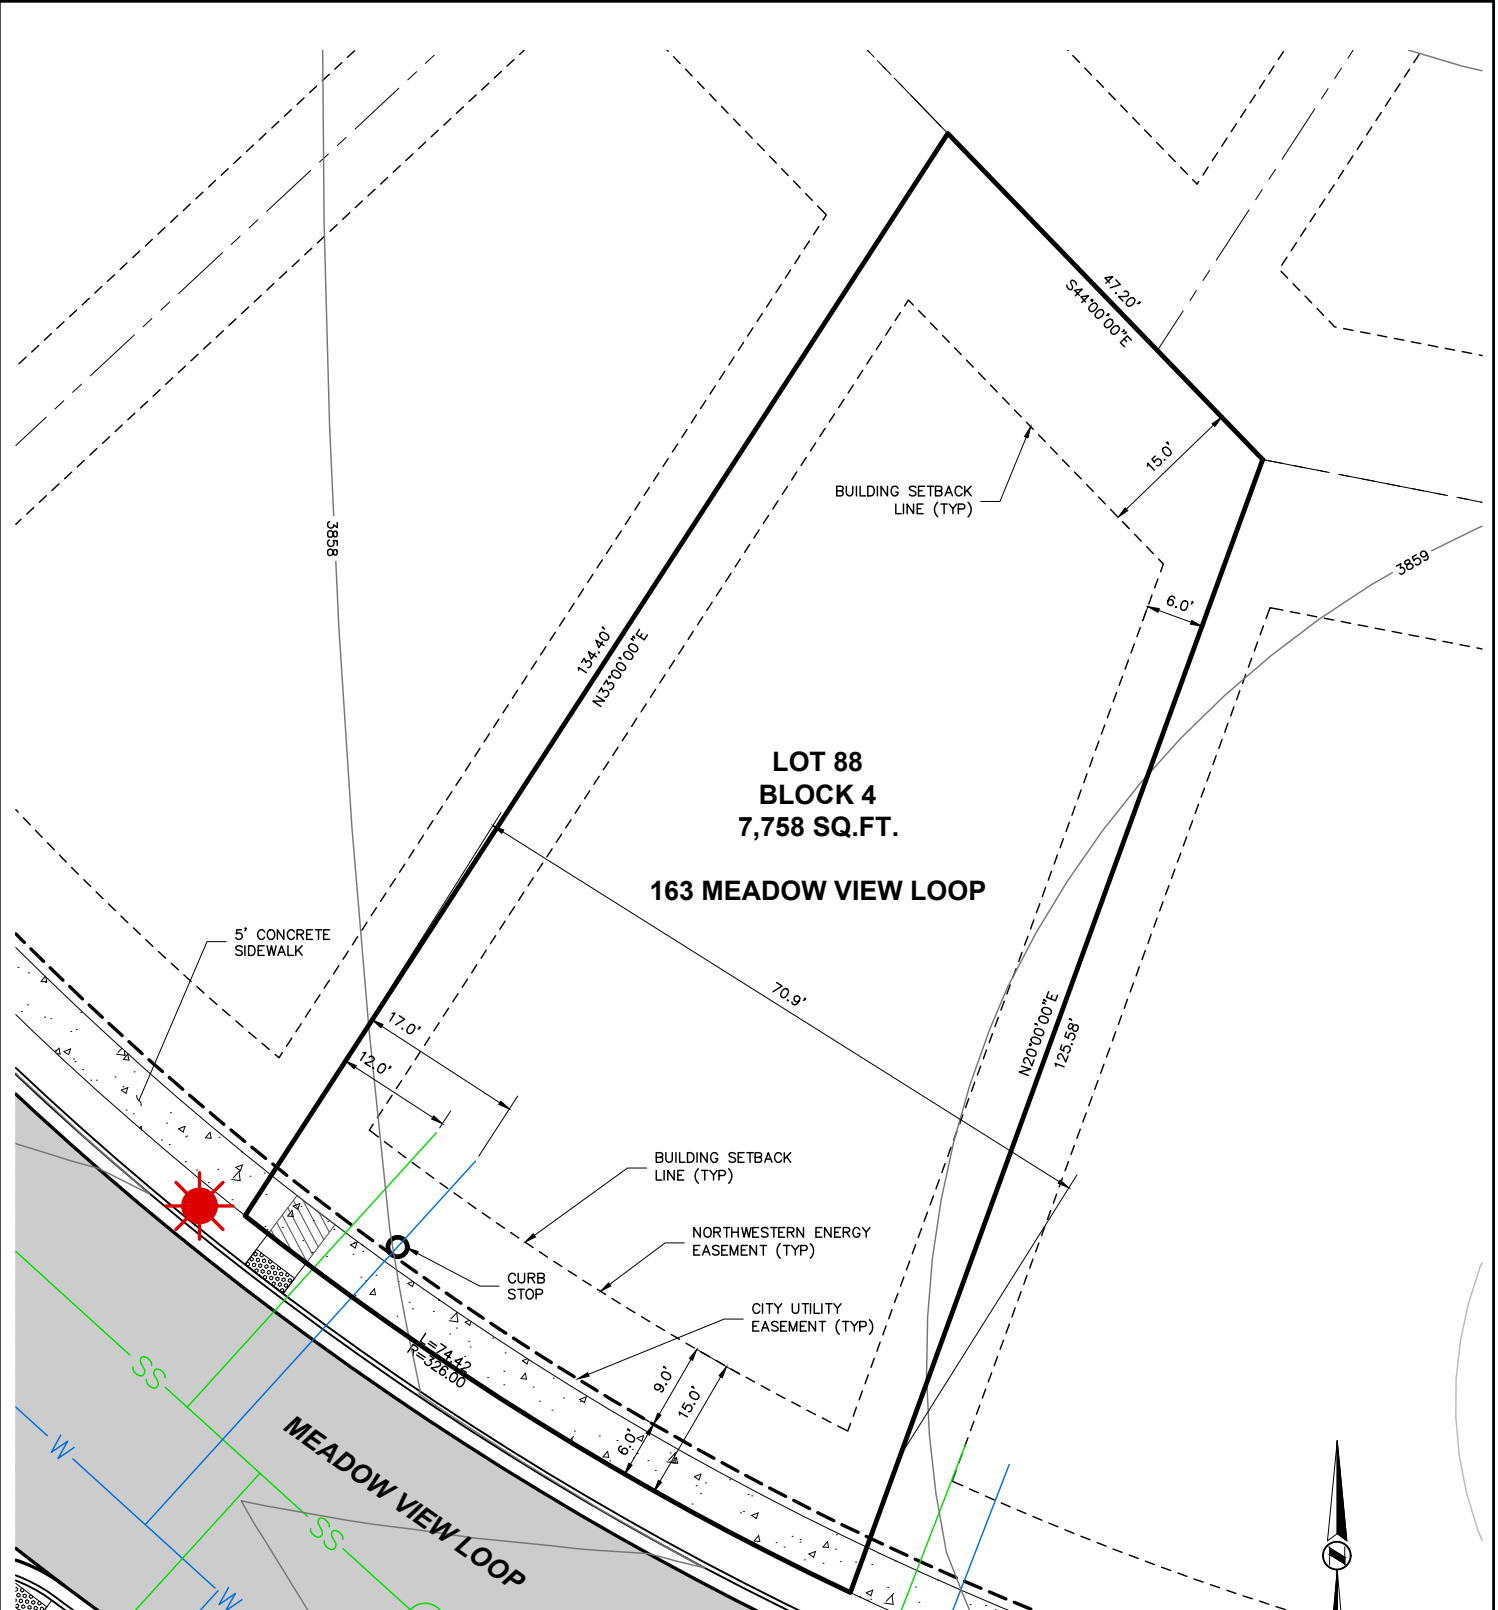 47.20'
S44°00'00"E
15.0'
BUILDING SETBACK
LINE (TYP)
3858
3859
6.0'
134.40'
N33°00'00"E
LOT 88
BLOCK 4
7,758 SQ.FT.
163 MEADOW VIEW LOOP
5' CONCRETE
SIDEWALK
70.9'
N20°00'00"E
125.58'
17.0'
12.0'
BUILDING SETBACK
LINE (TYP)
NORTHWESTERN ENERGY
EASEMENT (TYP)
CURB
STOP
CITY UTILITY
EASEMENT (TYP)
L=74.42
R=326.00
9.0'
15.0'
6.0'
SS
W
MEADOW VIEW LOOP
SS
W